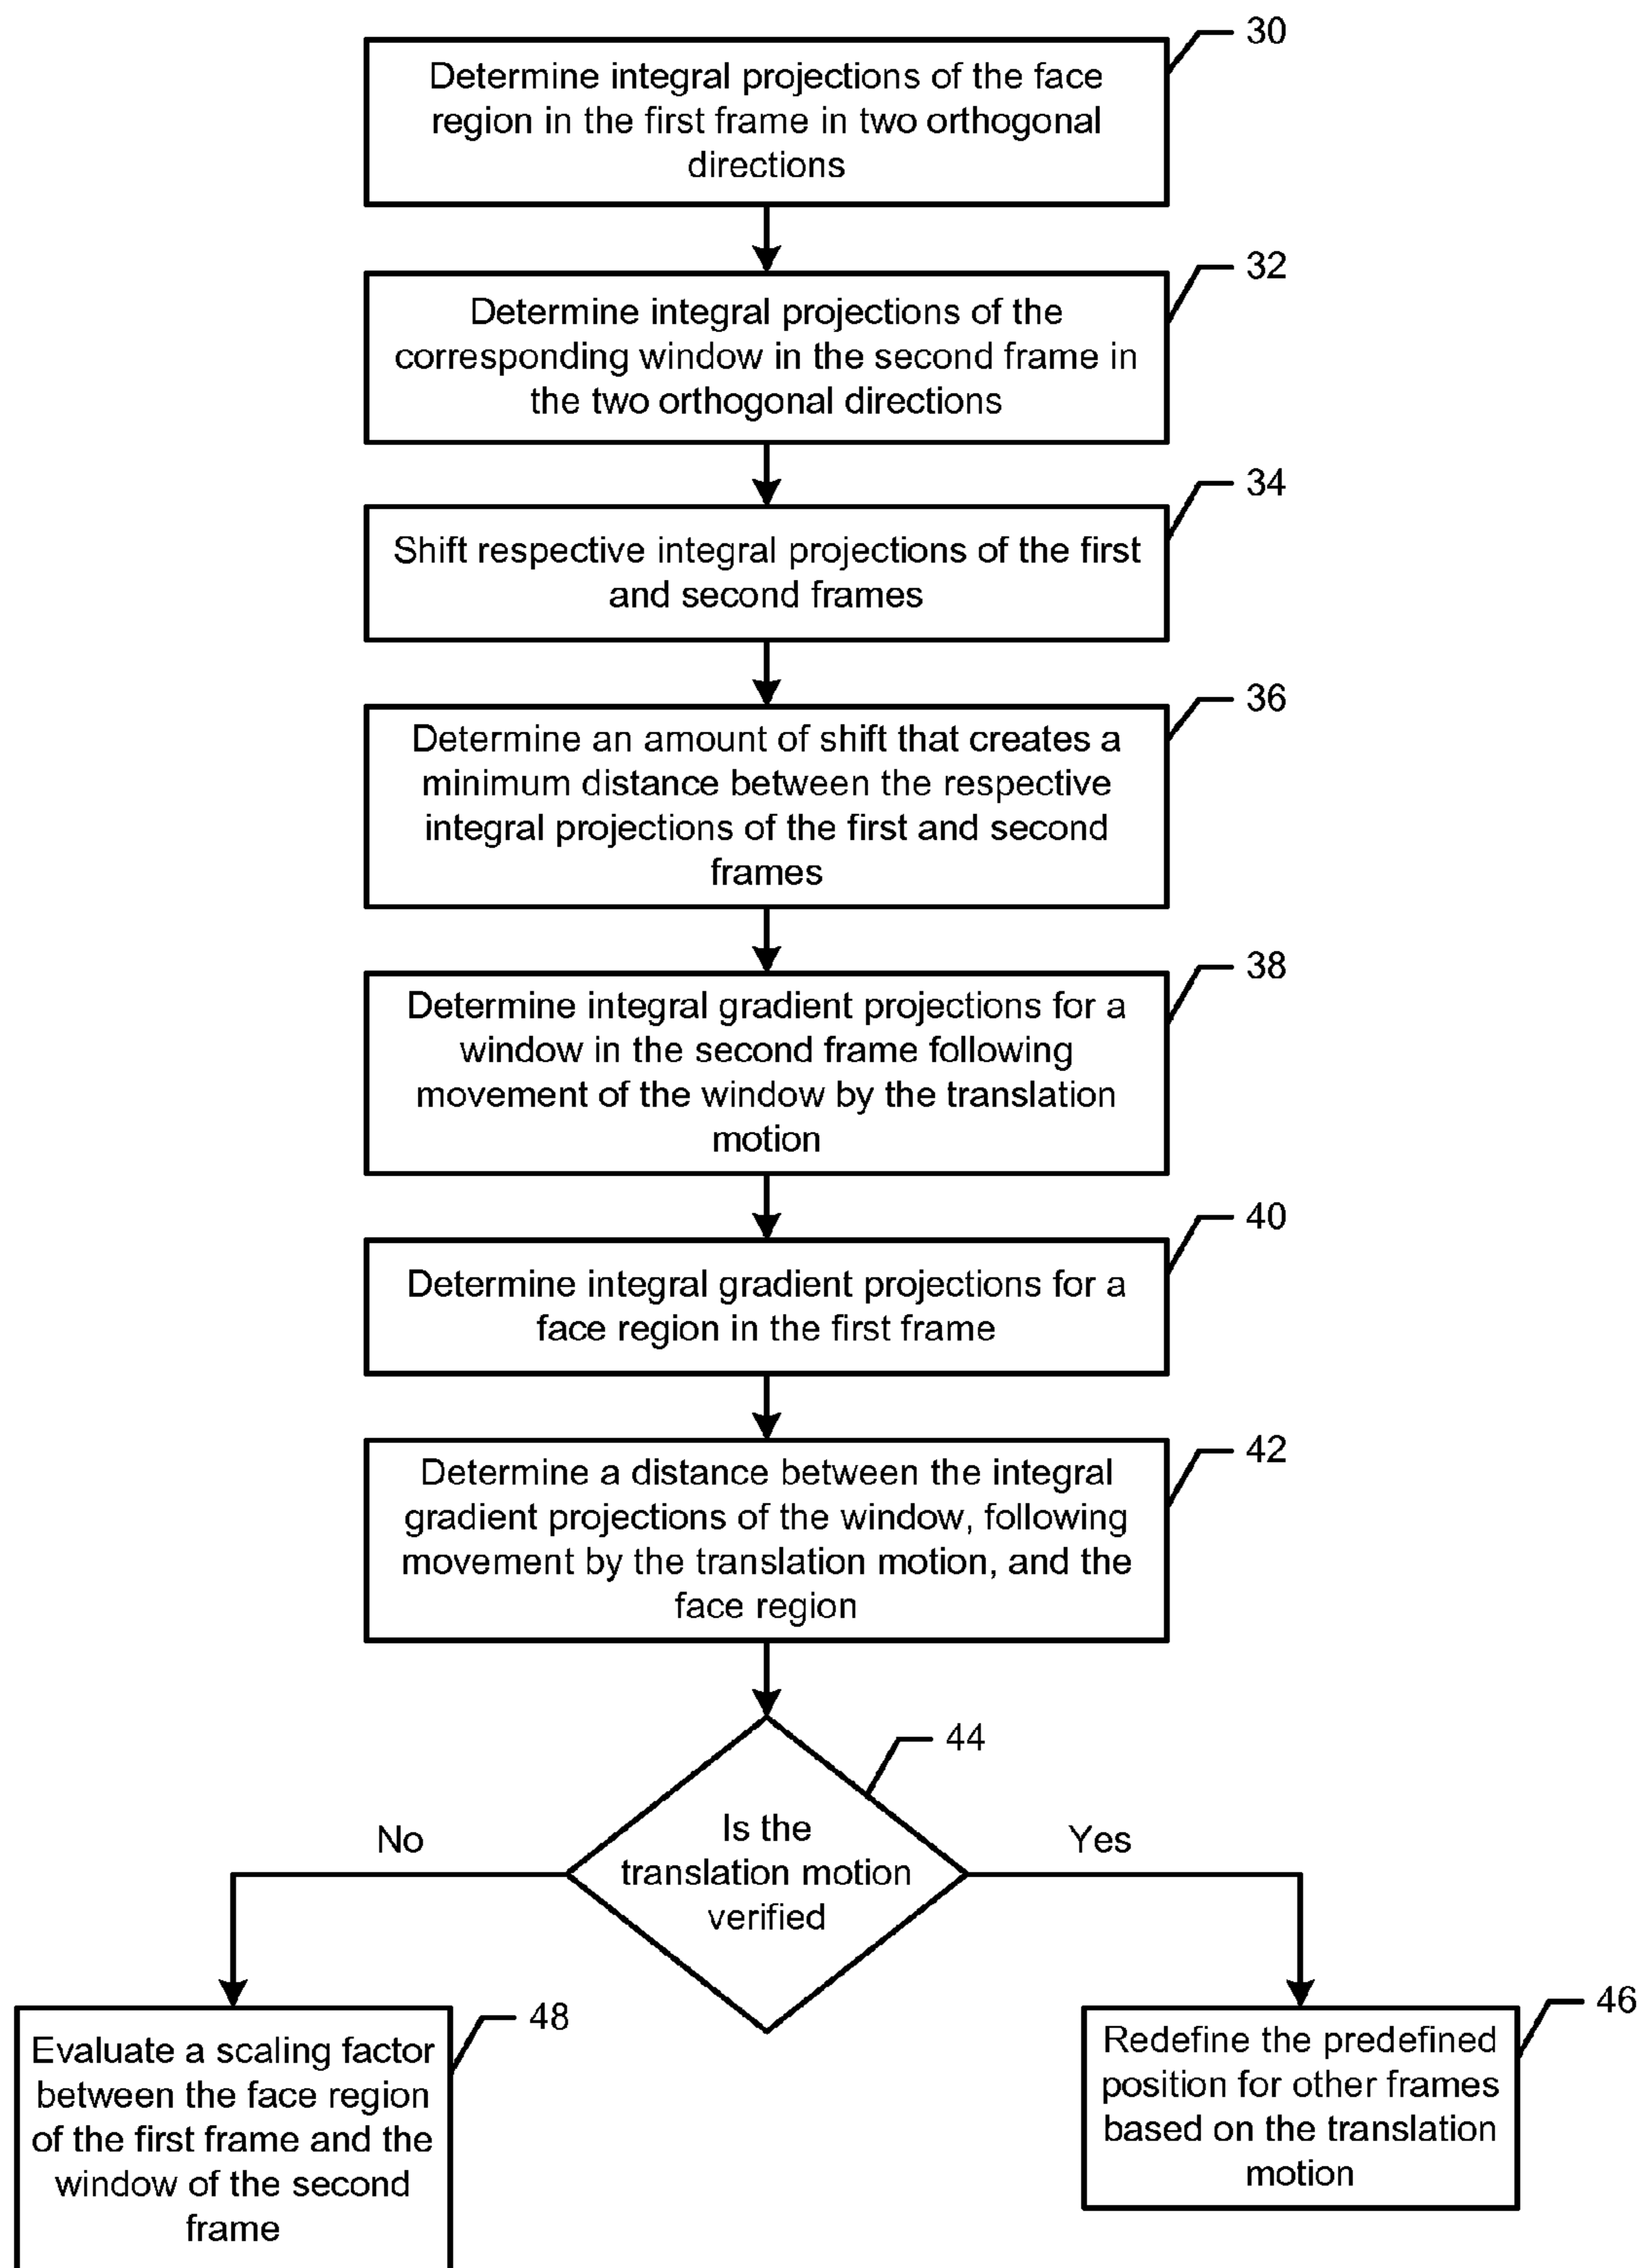 30
Determine integral projections of the face
region in the first frame in two orthogonal
directions
32
Determine integral projections of the
corresponding window in the second frame in
the two orthogonal directions
34
Shift respective integral projections of the first
and second frames
36
Determine an amount of shift that creates a
minimum distance between the respective
integral projections of the first and second
frames
38
Determine integral gradient projections for a
window in the second frame following
movement of the window by the translation
motion
40
Determine integral gradient projections for a
face region in the first frame
42
Determine a distance between the integral
gradient projections of the window, following
movement by the translation motion, and the
face region
44
Is the
translation motion
verified
No
Yes
48
Evaluate a scaling factor
between the face region
of the first frame and the
window of the second
frame
46
Redefine the predefined
position for other frames
based on the translation
motion